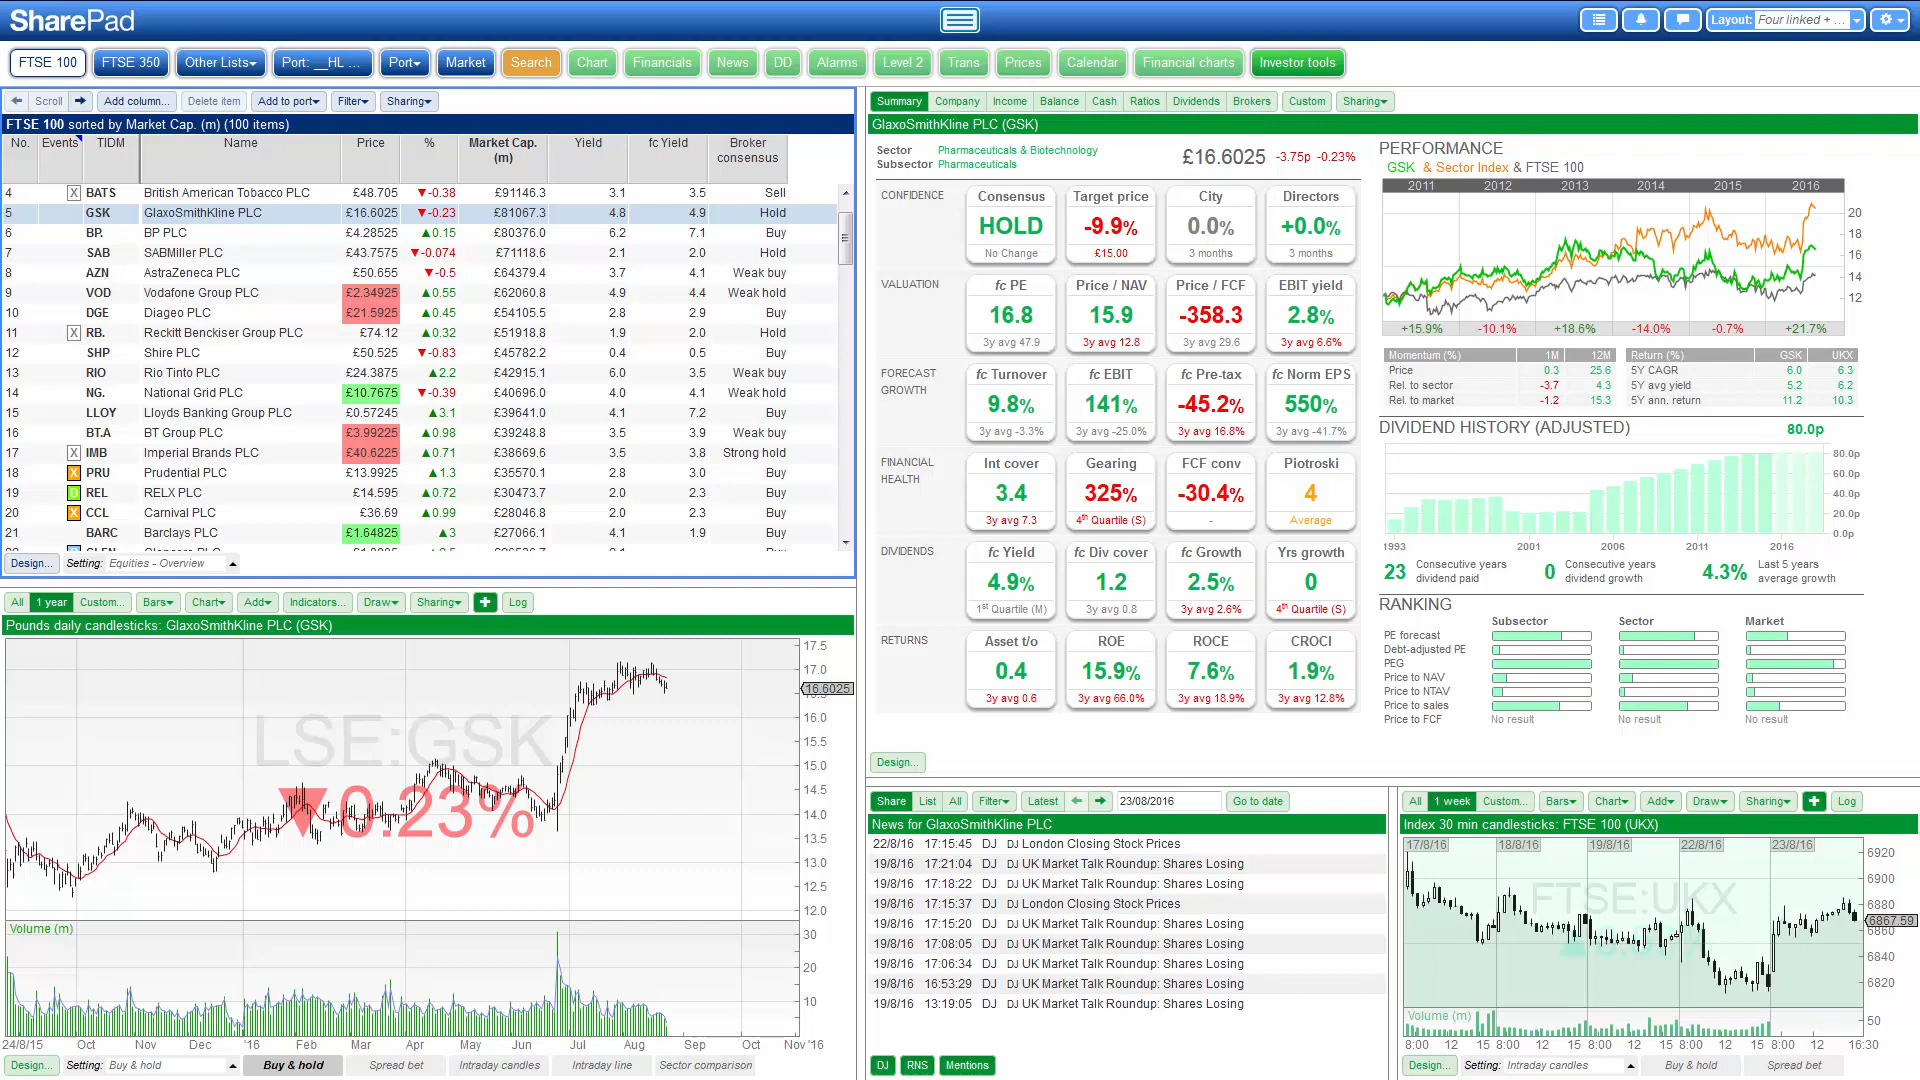 SharePad
Layout: Four linked + ...
FTSE 100 FTSE 350 Other Lists Port: __HL ... Port Market Search Chart Financials News DD Alarms Level 2 Trans Prices Calendar Financial charts Investor tools
Scroll Add column... Delete item Add to port Filter Sharing
FTSE 100 sorted by Market Cap. (m) (100 items)
No. Events TIDM Name Price % Market Cap. (m) Yield fc Yield Broker consensus
4 X BATS British American Tobacco PLC £48.705 ▼-0.38 £91146.3 3.1 3.5 Sell
5 GSK GlaxoSmithKline PLC £16.6025 ▼-0.23 £81067.3 4.8 4.9 Hold
6 BP. BP PLC £4.28525 ▲0.15 £80376.0 6.2 7.1 Buy
7 SAB SABMiller PLC £43.7575 ▼-0.074 £71118.6 2.1 2.0 Hold
8 AZN AstraZeneca PLC £50.655 ▼-0.5 £64379.4 3.7 4.1 Weak buy
9 VOD Vodafone Group PLC £2.34925 ▲0.55 £62060.8 4.9 4.4 Weak hold
10 DGE Diageo PLC £21.5925 ▲0.45 £54105.5 2.8 2.9 Buy
11 X RB. Reckitt Benckiser Group PLC £74.12 ▲0.32 £51918.8 1.9 2.0 Hold
12 SHP Shire PLC £50.525 ▼-0.83 £45782.2 0.4 0.5 Buy
13 RIO Rio Tinto PLC £24.3875 ▲2.2 £42915.1 6.0 3.5 Weak buy
14 NG. National Grid PLC £10.7675 ▼-0.39 £40696.0 4.0 4.1 Weak hold
15 LLOY Lloyds Banking Group PLC £0.57245 ▲3.1 £39641.0 4.1 7.2 Buy
16 BT.A BT Group PLC £3.99225 ▲0.98 £39248.8 3.5 3.9 Weak buy
17 X IMB Imperial Brands PLC £40.6225 ▲0.71 £38669.6 3.5 3.8 Strong hold
18 X PRU Prudential PLC £13.9925 ▲1.3 £35570.1 2.8 3.0 Buy
19 D REL RELX PLC £14.595 ▲0.72 £30473.7 2.0 2.3 Buy
20 X CCL Carnival PLC £36.69 ▲0.99 £28046.8 2.0 2.3 Buy
21 BARC Barclays PLC £1.64825 ▲3 £27066.1 4.1 1.9 Buy
Design... Setting: Equities - Overview
All 1 year Custom... Bars Chart Add Indicators... Draw Sharing + Log
Pounds daily candlesticks: GlaxoSmithKline PLC (GSK)
LSE:GSK
▼0.23%
17.5
17.0
16.6025
16.0
15.5
15.0
14.5
14.0
13.5
13.0
12.5
12.0
Volume (m)
30
20
10
24/8/15 Oct Nov Dec '16 Feb Mar Apr May Jun Jul Aug Sep Oct Nov '16
Design... Setting: Buy & hold Buy & hold Spread bet Intraday candles Intraday line Sector comparison
Summary Company Income Balance Cash Ratios Dividends Brokers Custom Sharing
GlaxoSmithKline PLC (GSK)
Sector Pharmaceuticals & Biotechnology
Subsector Pharmaceuticals
£16.6025 -3.75p -0.23%
CONFIDENCE
Consensus Target price City Directors
HOLD -9.9% 0.0% +0.0%
No Change £15.00 3 months 3 months
VALUATION
fc PE Price / NAV Price / FCF EBIT yield
16.8 15.9 -358.3 2.8%
3y avg 47.9 3y avg 12.8 3y avg 29.6 3y avg 6.6%
FORECAST GROWTH
fc Turnover fc EBIT fc Pre-tax fc Norm EPS
9.8% 141% -45.2% 550%
3y avg -3.3% 3y avg -25.0% 3y avg 16.8% 3y avg -41.7%
FINANCIAL HEALTH
Int cover Gearing FCF conv Piotroski
3.4 325% -30.4% 4
3y avg 7.3 4th Quartile (S) - Average
DIVIDENDS
fc Yield fc Div cover fc Growth Yrs growth
4.9% 1.2 2.5% 0
1st Quartile (M) 3y avg 0.8 3y avg 2.6% 4th Quartile (S)
RETURNS
Asset t/o ROE ROCE CROCI
0.4 15.9% 7.6% 1.9%
3y avg 0.6 3y avg 66.0% 3y avg 18.9% 3y avg 12.8%
Design...
PERFORMANCE
GSK & Sector Index & FTSE 100
2011 2012 2013 2014 2015 2016
20
18
16
14
12
+15.9% -10.1% +18.6% -14.0% -0.7% +21.7%
Momentum (%) 1M 12M Return (%) GSK UKX
Price 0.3 25.6 5Y CAGR 6.0 6.3
Rel. to sector -3.7 4.3 5Y avg yield 5.2 6.2
Rel. to market -1.2 15.3 5Y ann. return 11.2 10.3
DIVIDEND HISTORY (ADJUSTED) 80.0p
80.0p
60.0p
40.0p
20.0p
0.0p
1993 2001 2006 2011 2016
23 Consecutive years dividend paid 0 Consecutive years dividend growth 4.3% Last 5 years average growth
RANKING
Subsector Sector Market
PE forecast
Debt-adjusted PE
PEG
Price to NAV
Price to NTAV
Price to sales
Price to FCF No result No result No result
Share List All Filter Latest 23/08/2016 Go to date
News for GlaxoSmithKline PLC
22/8/16 17:15:45 DJ DJ London Closing Stock Prices
19/8/16 17:21:04 DJ DJ UK Market Talk Roundup: Shares Losing
19/8/16 17:18:22 DJ DJ UK Market Talk Roundup: Shares Losing
19/8/16 17:15:37 DJ DJ London Closing Stock Prices
19/8/16 17:15:20 DJ DJ UK Market Talk Roundup: Shares Losing
19/8/16 17:08:05 DJ DJ UK Market Talk Roundup: Shares Losing
19/8/16 17:06:34 DJ DJ UK Market Talk Roundup: Shares Losing
19/8/16 16:53:29 DJ DJ UK Market Talk Roundup: Shares Losing
19/8/16 13:19:05 DJ DJ UK Market Talk Roundup: Shares Losing
DJ RNS Mentions
All 1 week Custom... Bars Chart Add Draw Sharing + Log
Index 30 min candlesticks: FTSE 100 (UKX)
17/8/16 18/8/16 19/8/16 22/8/16 23/8/16
FTSE:UKX
6920
6900
6880
6867.59
6860
6840
6820
Volume (m)
50
8:00 12 15 8:00 12 15 8:00 12 15 8:00 12 15 8:00 12 16:30
Design... Setting: Intraday candles Buy & hold Spread bet